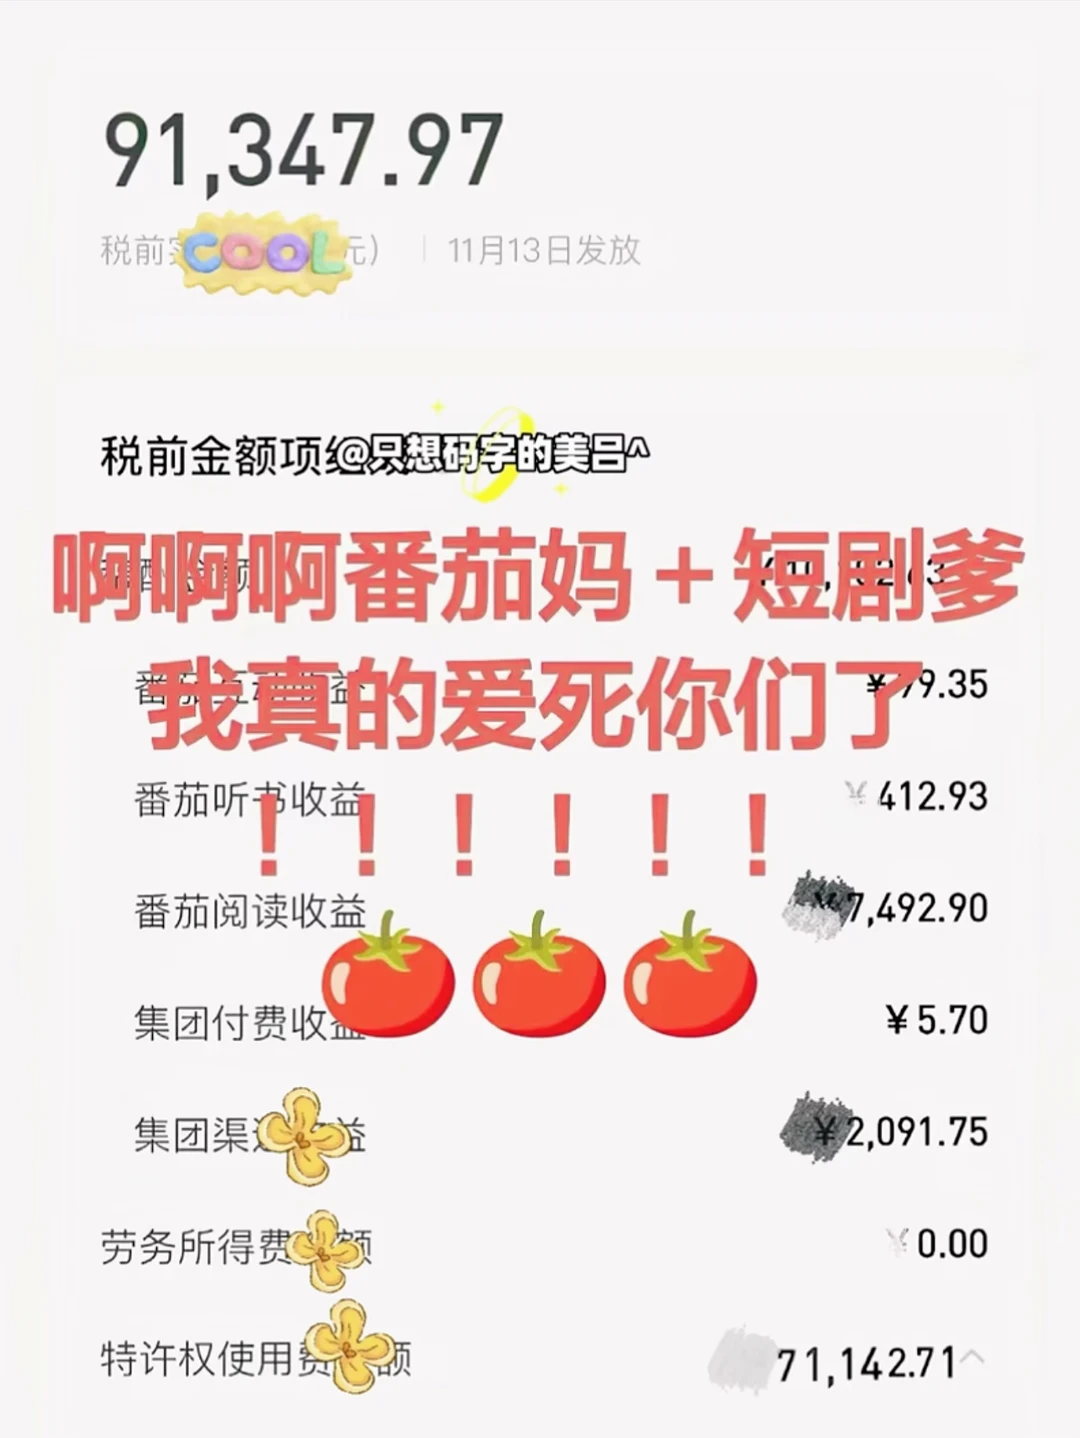 91,347.97
税前 COOL 元） | 11月13日发放
税前金额项 @只想码字的美吕^
啊啊啊番茄妈+短剧爹
我真的爱死你们了
9.35
！！！！！！
番茄听书收益 ¥412.93
番茄阅读收益 7,492.90
集团付费收益 ¥5.70
集团渠 益 ¥2,091.75
劳务所得费 额 ¥0.00
特许权使用费 额 71,142.71